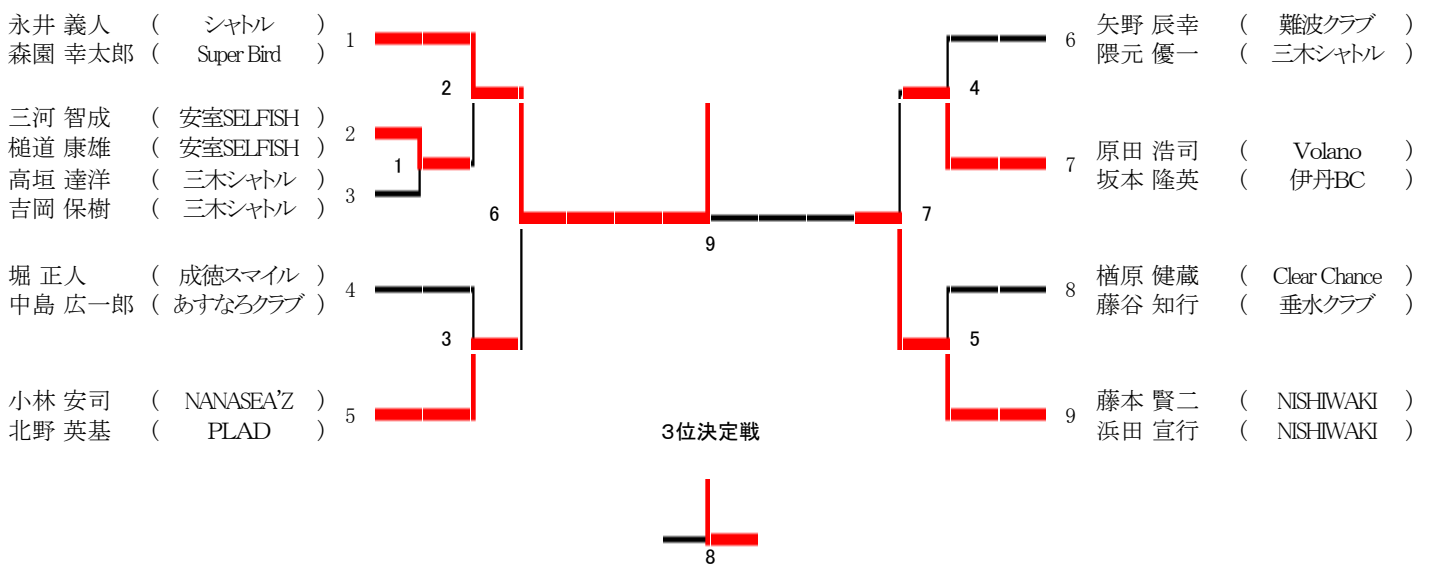 永井 義人 ( シャトル ) 1
森園 幸太郎 ( Super Bird )
2
三河 智成 ( 安室SELFISH ) 2
槌道 康雄 ( 安室SELFISH )
1
高垣 達洋 ( 三木シャトル ) 3
吉岡 保樹 ( 三木シャトル )
6
堀 正人 ( 成徳スマイル ) 4
中島 広一郎 ( あすなろクラブ )
3
小林 安司 ( NANASEA'Z ) 5
北野 英基 ( PLAD )
9
6 矢野 辰幸 ( 難波クラブ )
隈元 優一 ( 三木シャトル )
4
7 原田 浩司 ( Volano )
坂本 隆英 ( 伊丹BC )
7
8 楢原 健蔵 ( Clear Chance )
藤谷 知行 ( 垂水クラブ )
5
9 藤本 賢二 ( NISHIWAKI )
浜田 宣行 ( NISHIWAKI )
3位決定戦
8